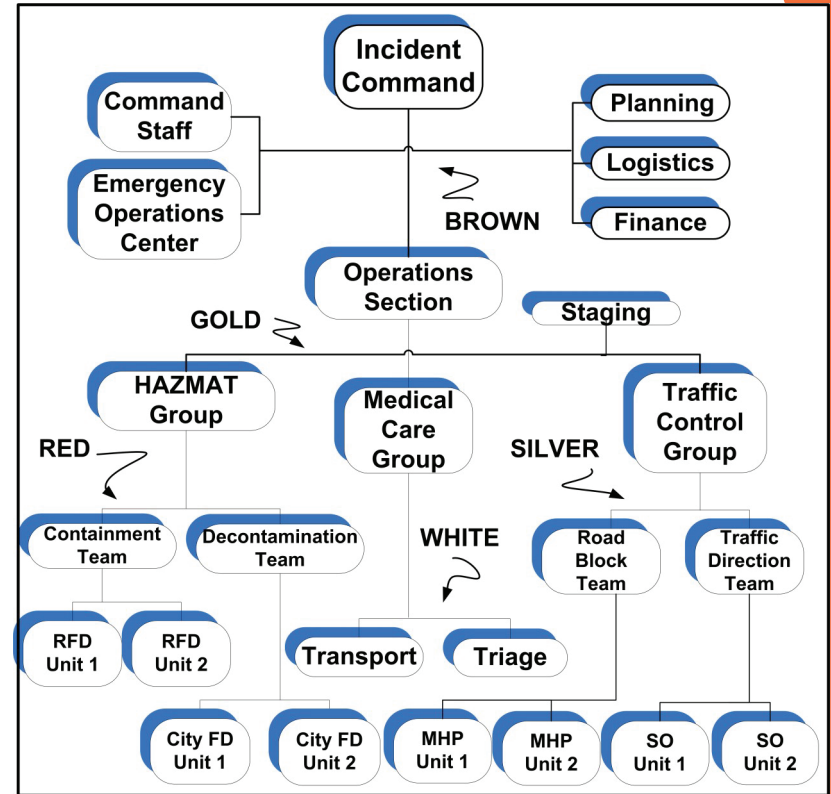 Incident
Command
Command
Staff
Planning
Emergency
Operations
Center
Logistics
BROWN
Finance
Operations
Section
GOLD
Staging
HAZMAT
Group
Medical
Care
Group
Traffic
Control
Group
RED
SILVER
Containment
Team
Decontamination
Team
WHITE
Road
Block
Team
Traffic
Direction
Team
RFD
Unit 1
RFD
Unit 2
Transport
Triage
City FD
Unit 1
City FD
Unit 2
MHP
Unit 1
MHP
Unit 2
SO
Unit 1
SO
Unit 2